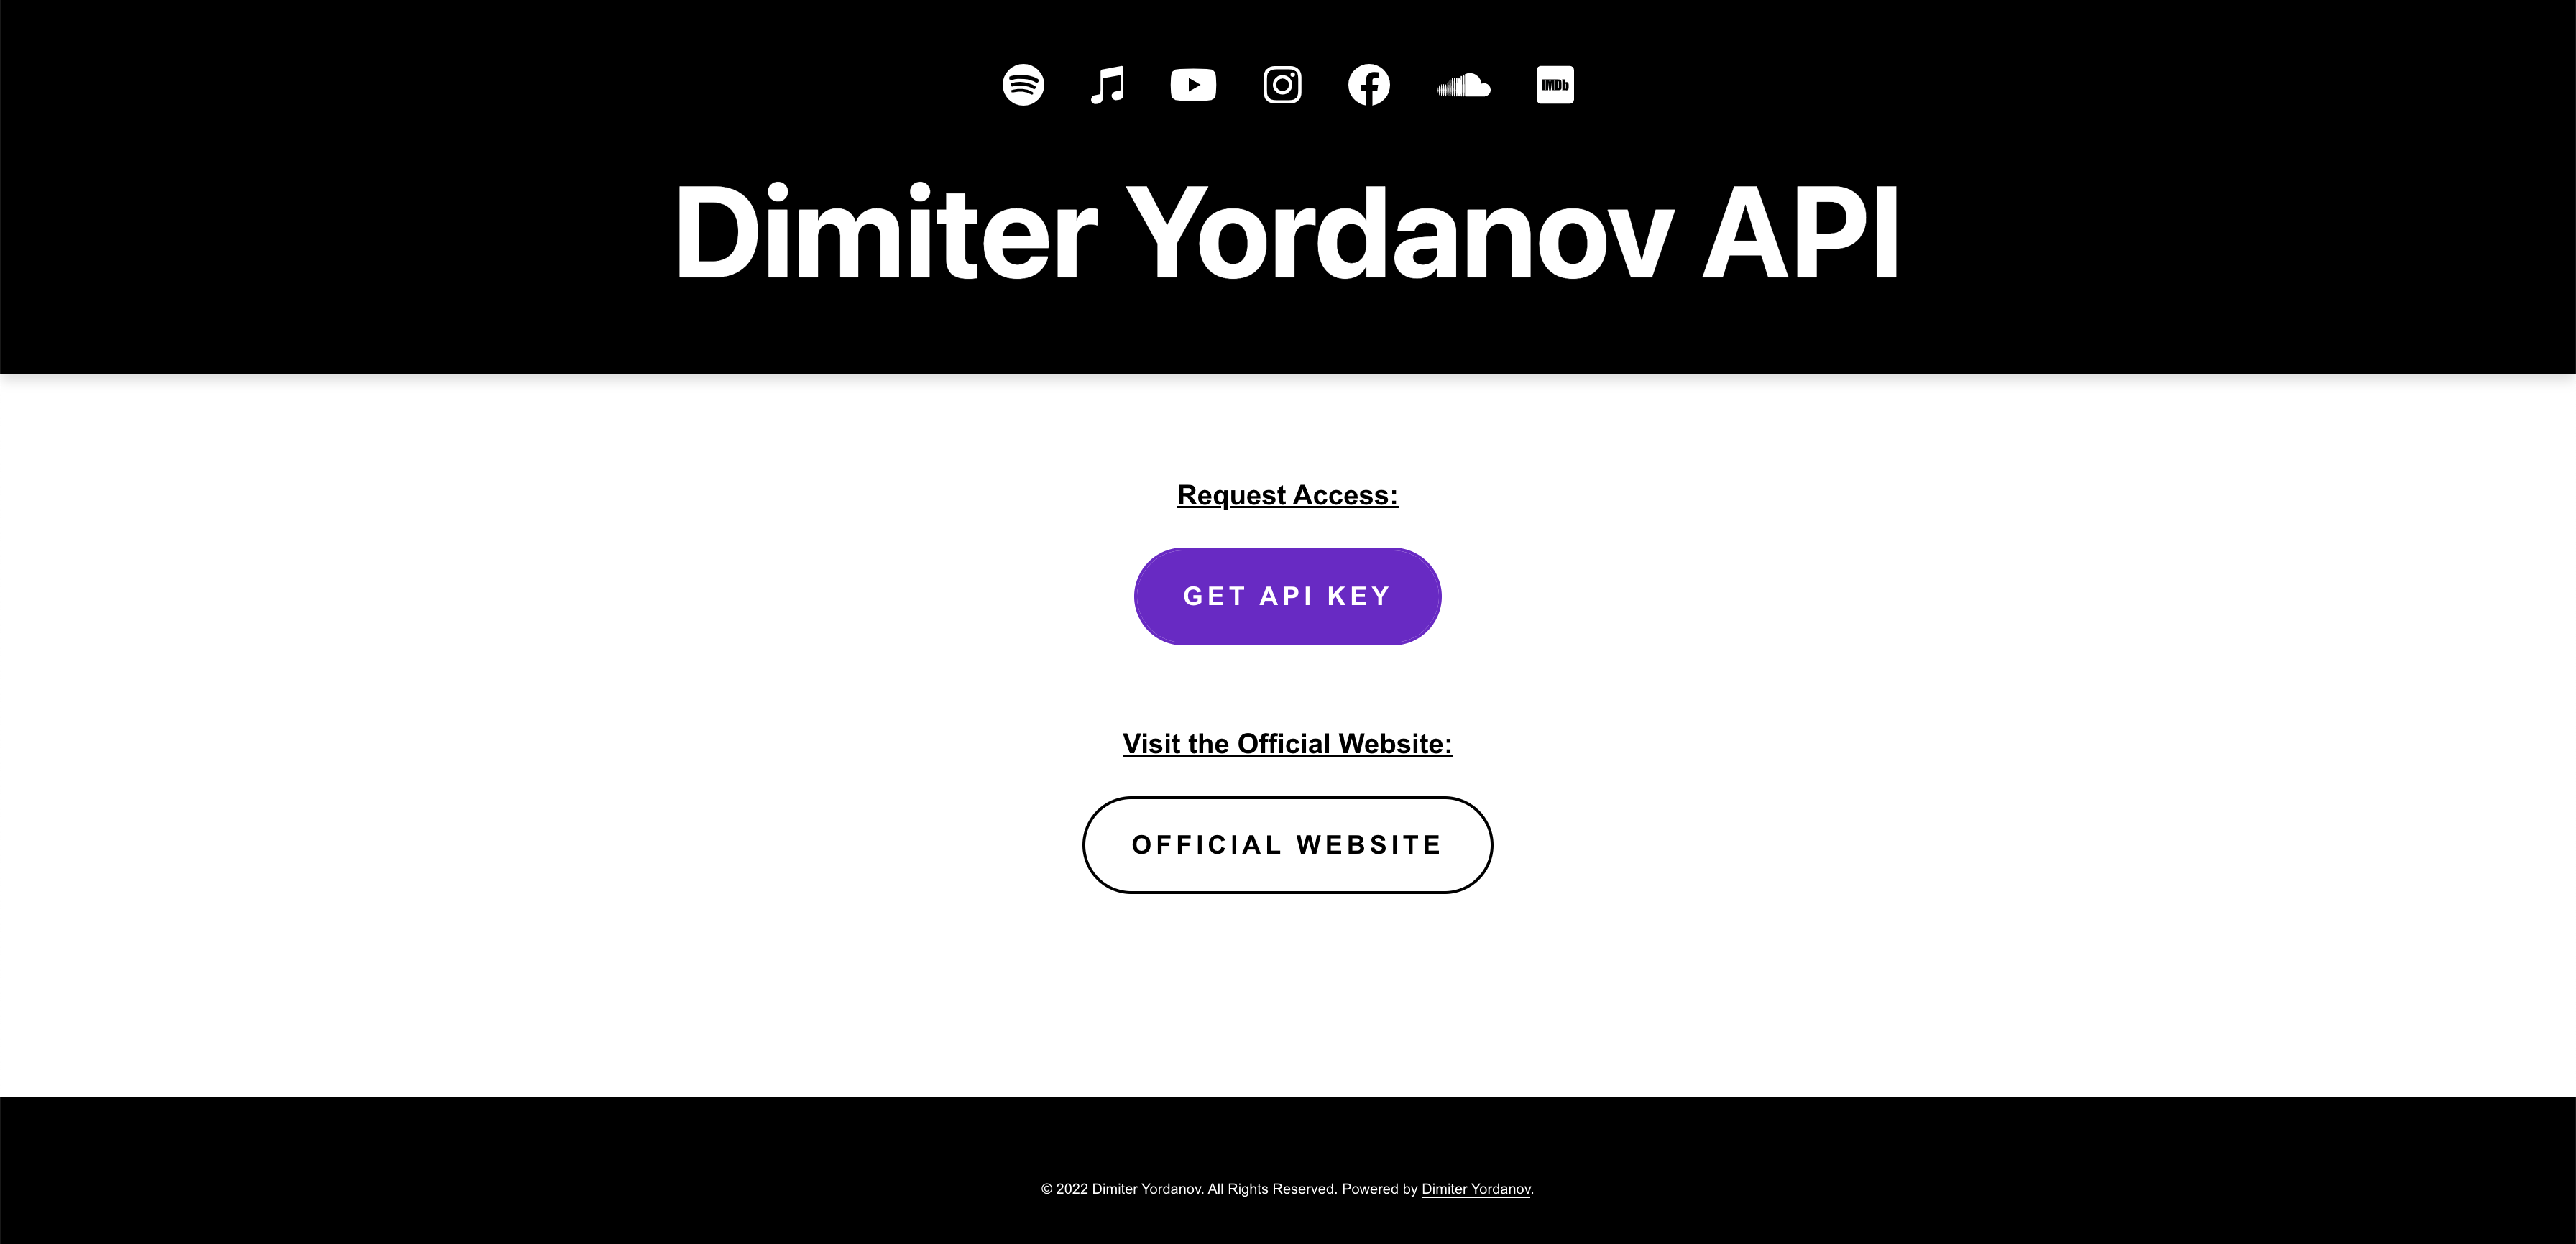 IMDb
Dimiter Yordanov API
Request Access:
GET API KEY
Visit the Official Website:
OFFICIAL WEBSITE
© 2022 Dimiter Yordanov. All Rights Reserved. Powered by Dimiter Yordanov.